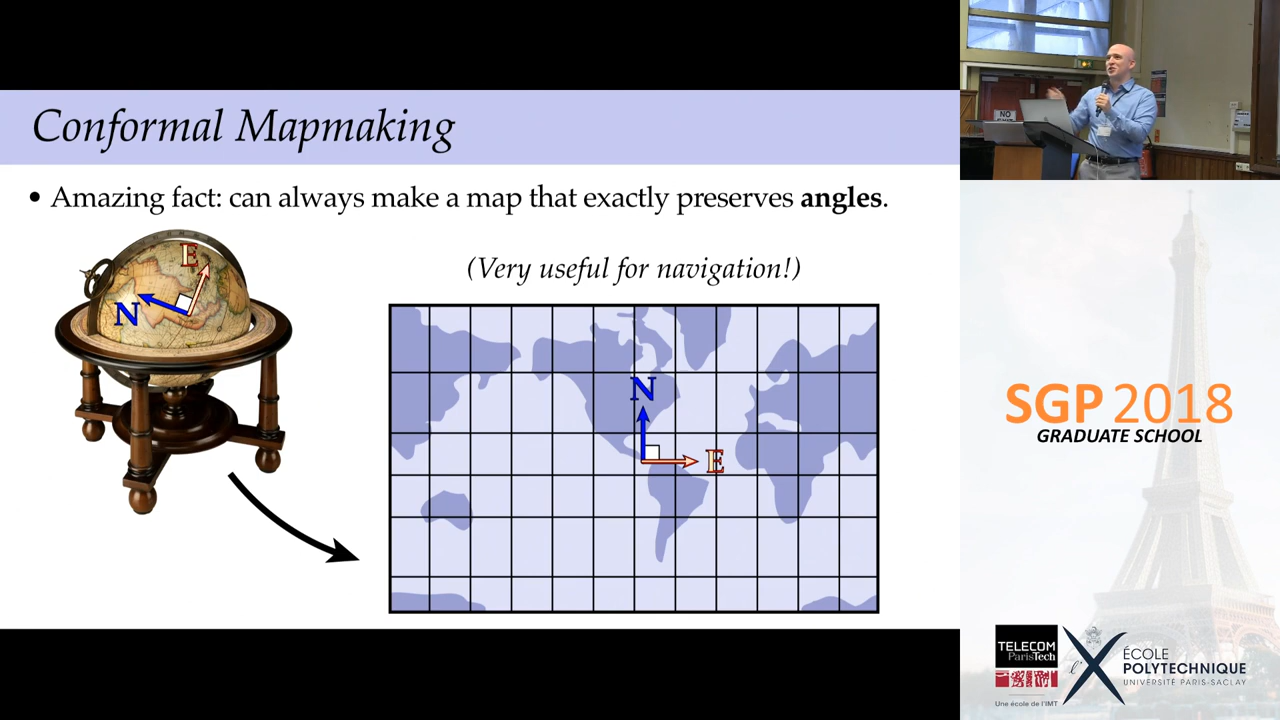 Conformal Mapmaking
• Amazing fact: can always make a map that exactly preserves angles.
(Very useful for navigation!)
E
N
N
E
NO
SGP 2018
GRADUATE SCHOOL
TELECOM
ParisTech
Une école de l'IMT
l'X
ÉCOLE
POLYTECHNIQUE
UNIVERSITÉ PARIS-SACLAY